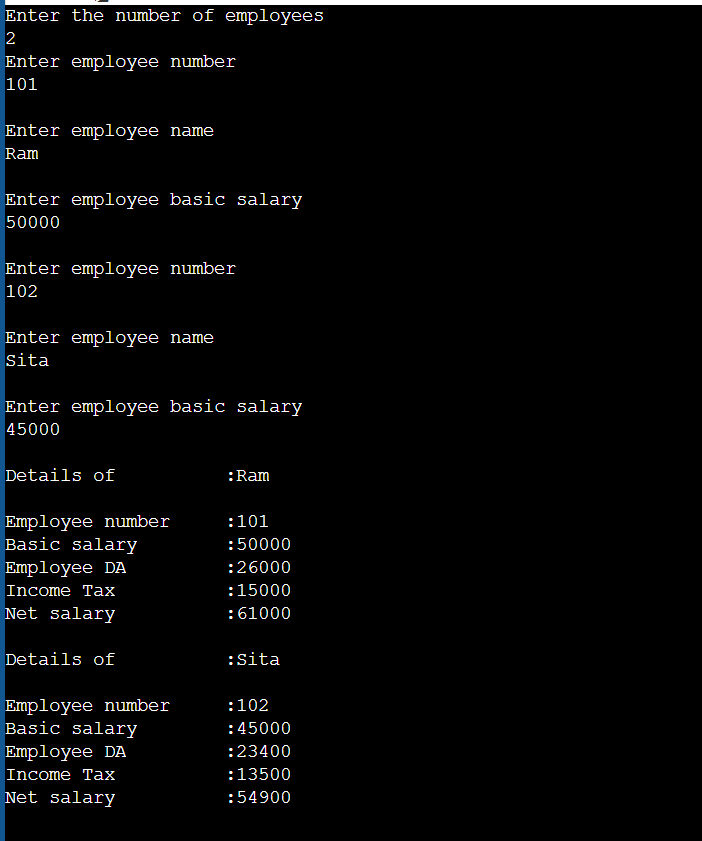 Enter the number of employees
2
Enter employee number
101
Enter employee name
Ram
Enter employee basic salary
50000
Enter employee number
102
Enter employee name
Sita
Enter employee basic salary
45000
Details of          :Ram
Employee number     :101
Basic salary        :50000
Employee DA         :26000
Income Tax          :15000
Net salary          :61000
Details of          :Sita
Employee number     :102
Basic salary        :45000
Employee DA         :23400
Income Tax          :13500
Net salary          :54900